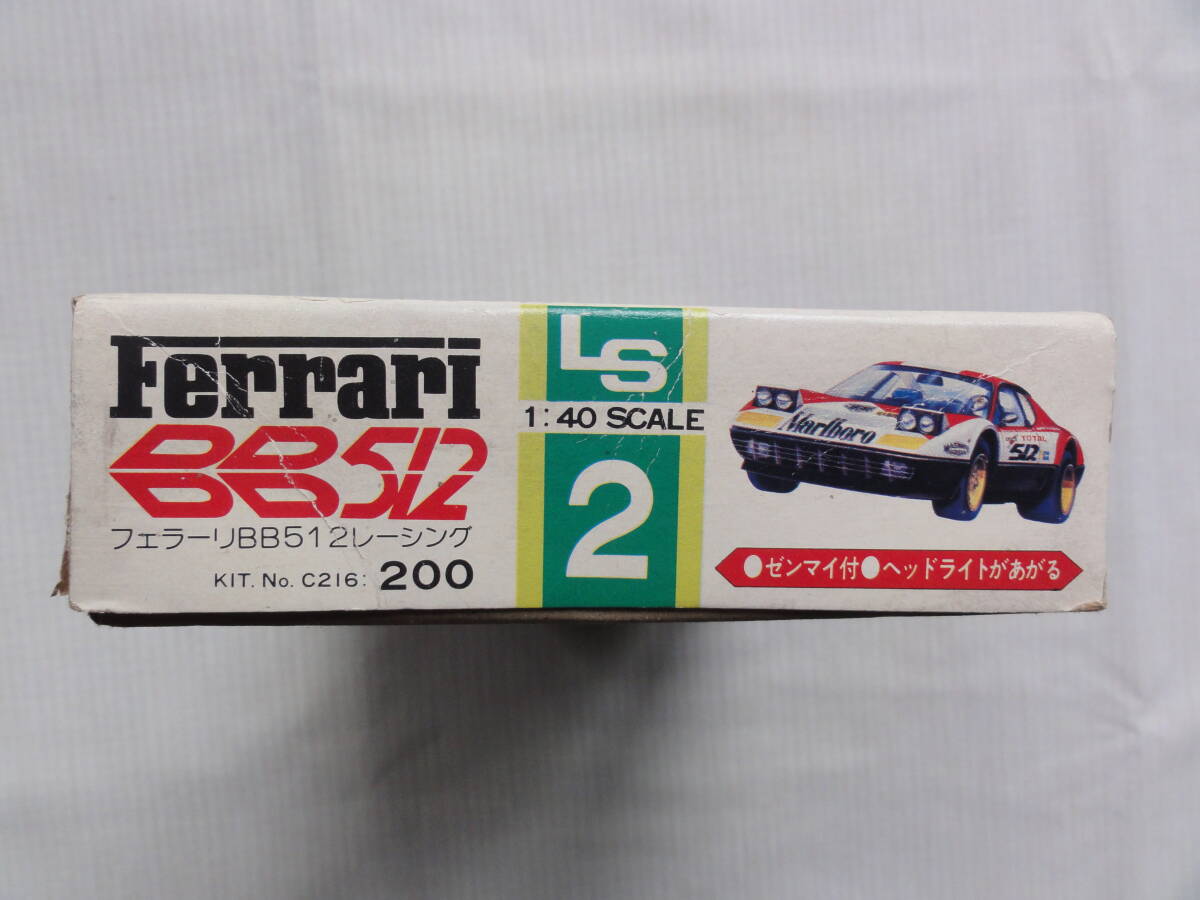 Ferrari
BB512
フェラーリBB512レーシング
KIT. No. C216: 200
LS
1:40 SCALE
2
Marlboro
TOTAL
512
●ゼンマイ付●ヘッドライトがあがる